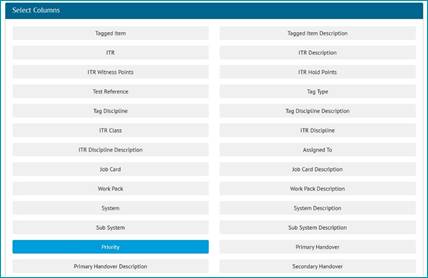 Select Columns
Tagged Item
Tagged Item Description
ITR
ITR Description
ITR Witness Points
ITR Hold Points
Test Reference
Tag Type
Tag Discipline
Tag Discipline Description
ITR Class
ITR Discipline
ITR Discipline Description
Assigned To
Job Card
Job Card Description
Work Pack
Work Pack Description
System
System Description
Sub System
Sub System Description
Priority
Primary Handover
Primary Handover Description
Secondary Handover